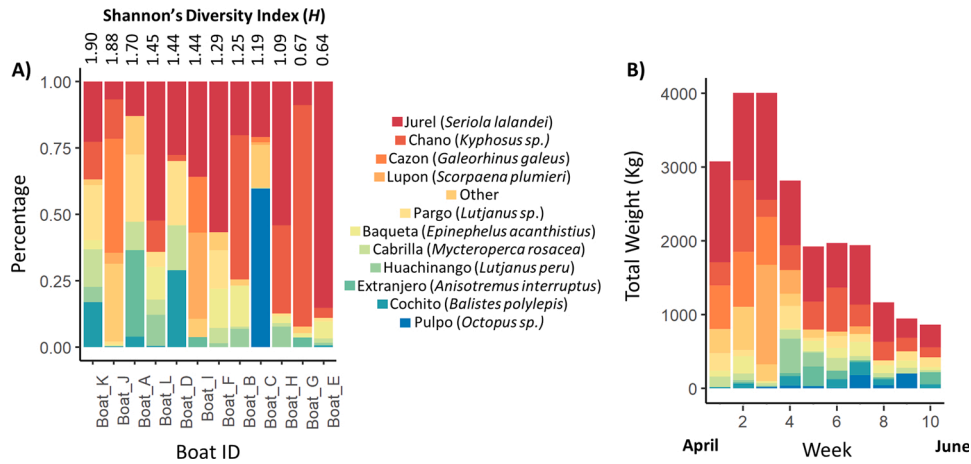 Shannon's Diversity Index (H)
1.90
1.88
1.70
1.45
1.44
1.44
1.29
1.25
1.19
1.09
0.67
0.64
A)
1.00
0.75
0.50
0.25
0.00
Percentage
Boat_K
Boat_J
Boat_A
Boat_L
Boat_D
Boat_I
Boat_F
Boat_B
Boat_C
Boat_H
Boat_G
Boat_E
Boat ID
Jurel (Seriola lalandei)
Chano (Kyphosus sp.)
Cazon (Galeorhinus galeus)
Lupon (Scorpaena plumieri)
Other
Pargo (Lutjanus sp.)
Baqueta (Epinephelus acanthistius)
Cabrilla (Mycteroperca rosacea)
Huachinango (Lutjanus peru)
Extranjero (Anisotremus interruptus)
Cochito (Balistes polylepis)
Pulpo (Octopus sp.)
B)
4000
3000
2000
1000
0
Total Weight (Kg)
2
4
6
8
10
April
Week
June